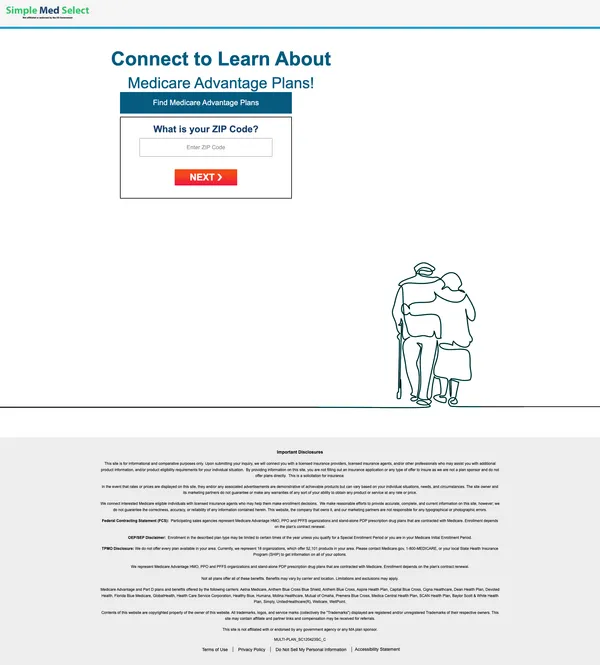 Simple Med Select
Not affiliated or endorsed by the US Government
Connect to Learn About
Medicare Advantage Plans!
Find Medicare Advantage Plans
What is your ZIP Code?
Enter ZIP Code
NEXT ❯
Important Disclosures
This site is for informational and comparative purposes only. Upon submitting your inquiry, we will connect you with a licensed insurance providers, licensed insurance agents, and/or other professionals who may assist you with additional
product information, and/or product eligibility requirements for your individual situation. By providing information on this site, you are not filling out an insurance application or any type of offer to insure as we are not a plan sponsor and do not
offer plans directly. This is a solicitation for insurance
In the event that rates or prices are displayed on this site, they and/or any associated advertisements are demonstrative of achievable products but can vary based on your individual situations, needs, and circumstances. The site owner and
its marketing partners do not guarantee or make any warranties of any sort of your ability to obtain any product or service at any rate or price.
We connect interested Medicare eligible individuals with licensed insurance agents who may help them make enrollment decisions. We make reasonable efforts to provide accurate, complete, and current information on this site, however; we
do not guarantee the correctness, accuracy, or reliability of any information contained herein. This website, the company that owns it, and our marketing partners are not responsible for any typographical or photographic errors.
Federal Contracting Statement (FCS): Participating sales agencies represent Medicare Advantage HMO, PPO and PFFS organizations and stand-alone PDP prescription drug plans that are contracted with Medicare. Enrollment depends
on the plan's contract renewal.
OEP/SEP Disclaimer: Enrollment in the described plan type may be limited to certain times of the year unless you qualify for a Special Enrollment Period or you are in your Medicare Initial Enrollment Period.
TPMO Disclosure: We do not offer every plan available in your area. Currently, we represent 18 organizations, which offer 52,101 products in your area. Please contact Medicare.gov, 1-800-MEDICARE, or your local State Health Insurance
Program (SHIP) to get information on all of your options.
We represent Medicare Advantage HMO, PPO and PFFS organizations and stand-alone PDP prescription drug plans that are contracted with Medicare. Enrollment depends on the plan's contract renewal.
Not all plans offer all of these benefits. Benefits may vary by carrier and location. Limitations and exclusions may apply.
Medicare Advantage and Part D plans and benefits offered by the following carriers: Aetna Medicare, Anthem Blue Cross Blue Shield, Anthem Blue Cross, Aspire Health Plan, Capital Blue Cross, Cigna Healthcare, Dean Health Plan, Devoted
Health, Florida Blue Medicare, GlobalHealth, Health Care Service Corporation, Healthy Blue, Humana, Molina Healthcare, Mutual of Omaha, Premera Blue Cross, Medica Central Health Plan, SCAN Health Plan, Baylor Scott & White Health
Plan, Simply, UnitedHealthcare(R), Wellcare, WellPoint.
Contents of this website are copyrighted property of the owner of this website. All trademarks, logos, and service marks (collectively the "Trademarks") displayed are registered and/or unregistered Trademarks of their respective owners. This
site may contain affiliate and partner links and compensation may be received for referrals.
This site is not affiliated with or endorsed by any government agency or any MA plan sponsor.
MULTI-PLAN_SC120423SC_C
Terms of Use | Privacy Policy | Do Not Sell My Personal Information | Accessibility Statement